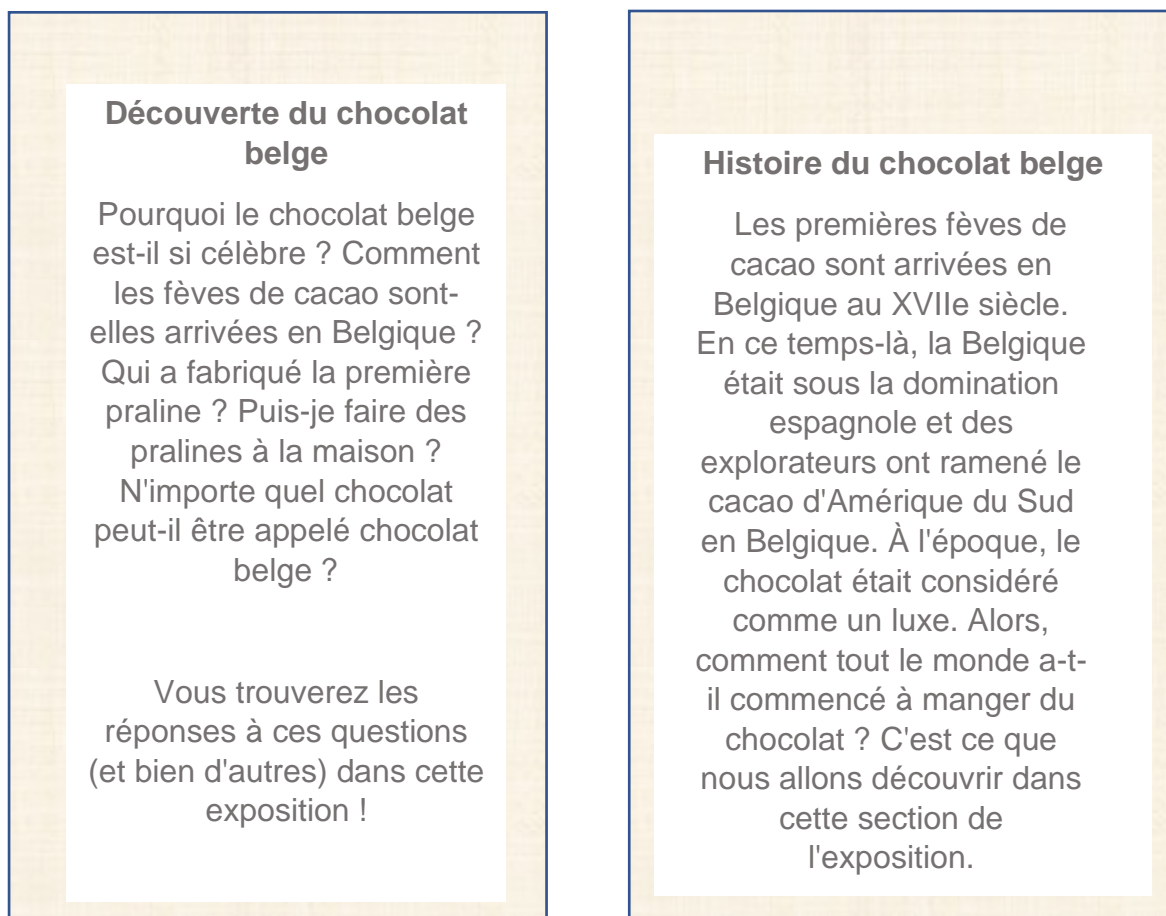 Découverte du chocolat
belge
Pourquoi le chocolat belge
est-il si célèbre ? Comment
les fèves de cacao sont-
elles arrivées en Belgique ?
Qui a fabriqué la première
praline ? Puis-je faire des
pralines à la maison ?
N'importe quel chocolat
peut-il être appelé chocolat
belge ?
Vous trouverez les
réponses à ces questions
(et bien d'autres) dans cette
exposition !
Histoire du chocolat belge
Les premières fèves de
cacao sont arrivées en
Belgique au XVIIe siècle.
En ce temps-là, la Belgique
était sous la domination
espagnole et des
explorateurs ont ramené le
cacao d'Amérique du Sud
en Belgique. À l'époque, le
chocolat était considéré
comme un luxe. Alors,
comment tout le monde a-t-
il commencé à manger du
chocolat ? C'est ce que
nous allons découvrir dans
cette section de
l'exposition.